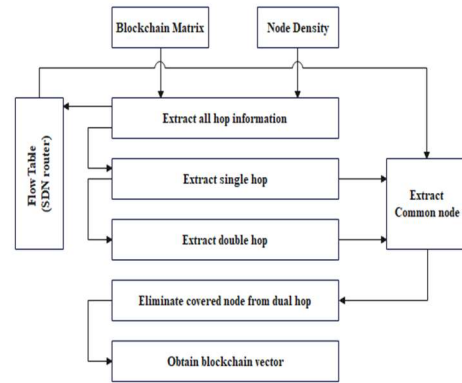 Blockchain Matrix
Node Density
Flow Table
(SDN router)
Extract all hop information
Extract single hop
Extract double hop
Extract
Common node
Eliminate covered node from dual hop
Obtain blockchain vector